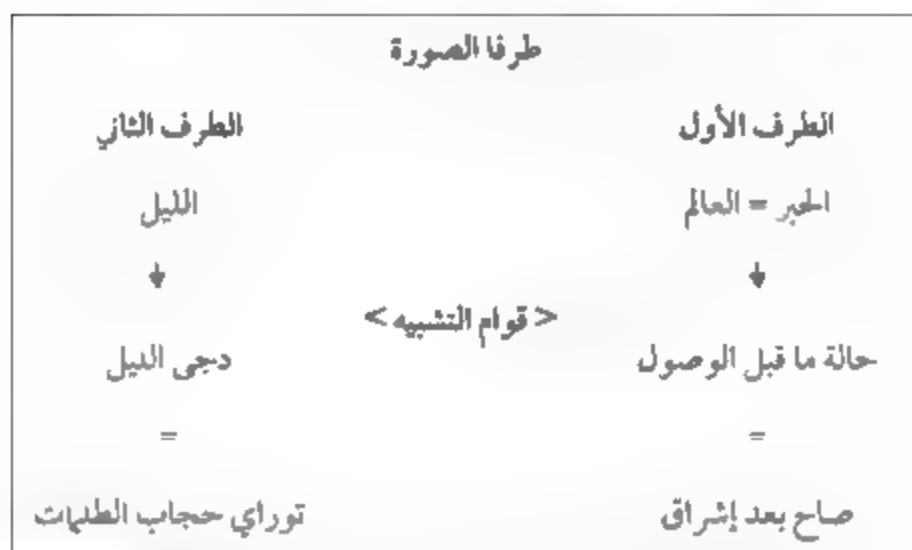 طرفا الصورة
الطرف الأول الطرف الثاني
الحبر = العالم الليل
< قوام التشبيه >
حالة ما قبل الوصول دجى الليل
= =
صاح بعد إشراق توراي حجاب الظلمات